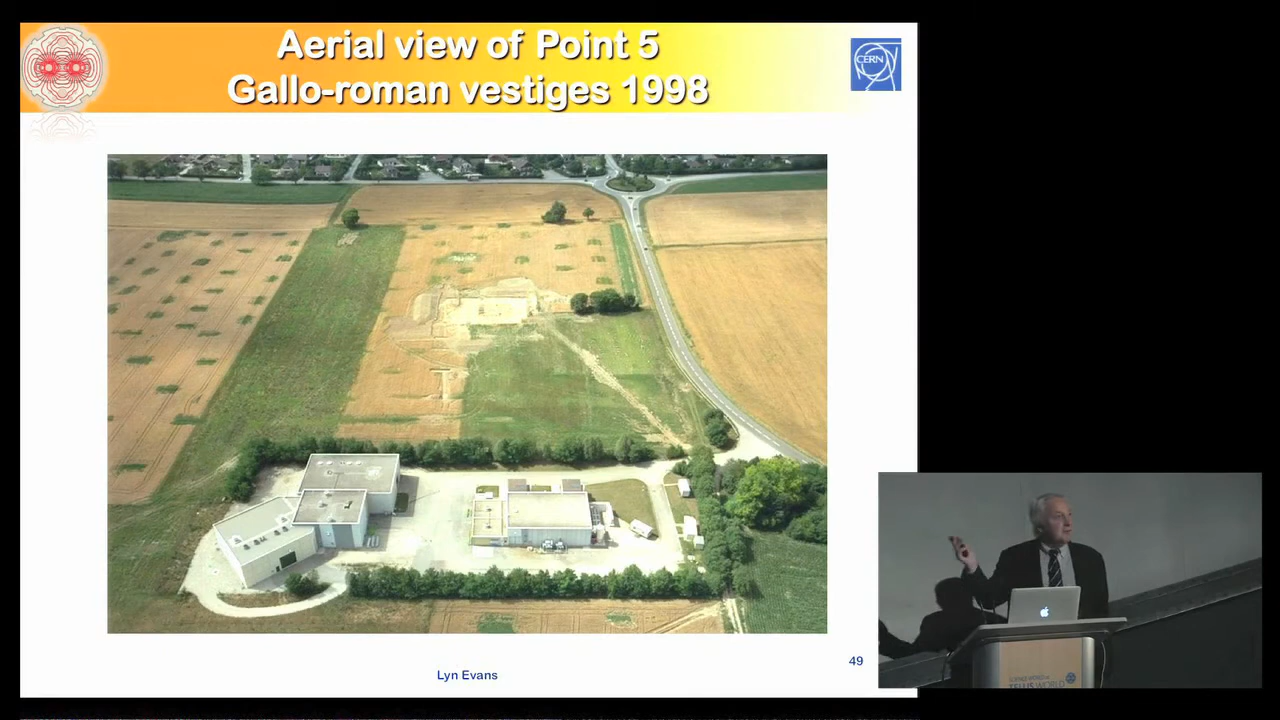 Aerial view of Point 5
Gallo-roman vestiges 1998
CERN
Lyn Evans
49